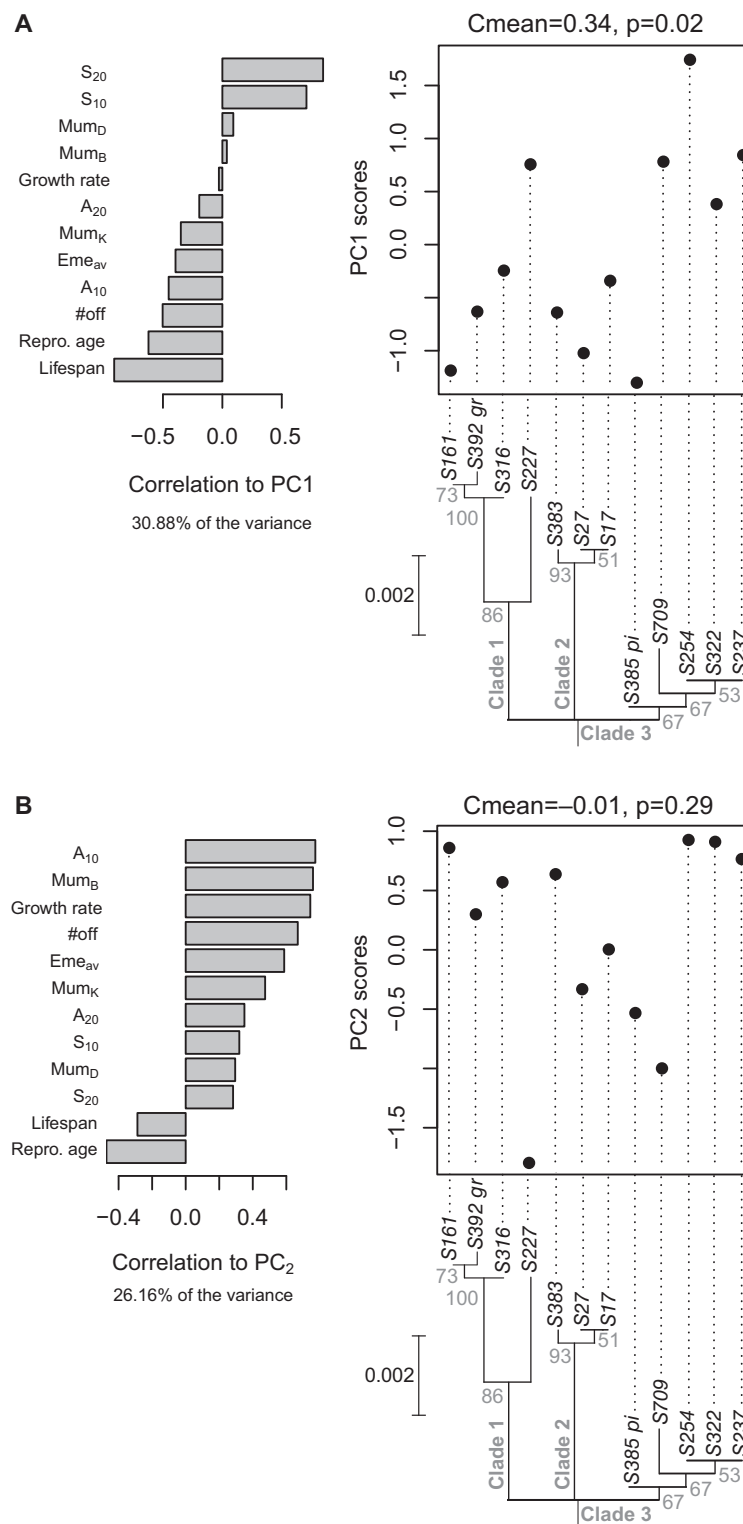 A
Cmean=0.34, p=0.02
S20
S10
MumD
MumB
Growth rate
A20
MumK
Emeav
A10
#off
Repro. age
Lifespan
−0.5 0.0 0.5
Correlation to PC1
30.88% of the variance
PC1 scores
1.5
1.0
0.5
0.0
−1.0
S161 S392 gr S316 S227 S383 S27 S17 S385 pi S709 S254 S322 S237
73
100
86
93
51
53
67
67
0.002
Clade 1
Clade 2
Clade 3
B
Cmean=–0.01, p=0.29
A10
MumB
Growth rate
#off
Emeav
MumK
A20
S10
MumD
S20
Lifespan
Repro. age
−0.4 0.0 0.4
Correlation to PC2
26.16% of the variance
PC2 scores
1.0
0.5
0.0
−0.5
−1.5
S161 S392 gr S316 S227 S383 S27 S17 S385 pi S709 S254 S322 S237
73
100
86
93
51
53
67
67
0.002
Clade 1
Clade 2
Clade 3